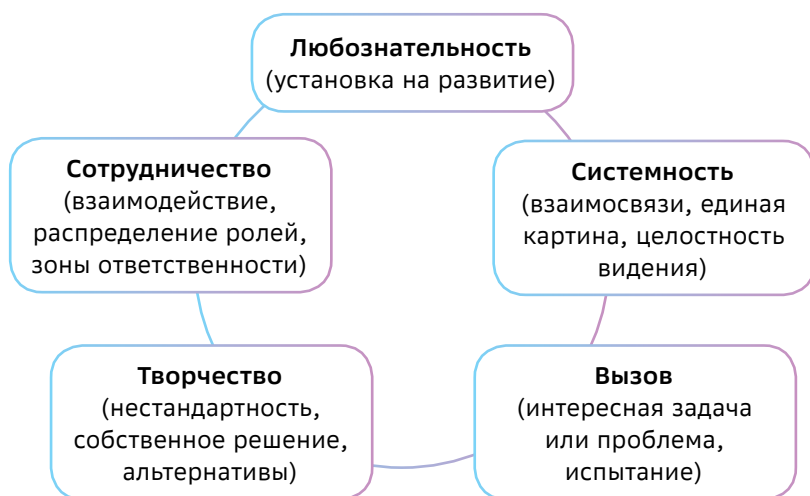 Любознательность
(установка на развитие)
Сотрудничество
(взаимодействие,
распределение ролей,
зоны ответственности)
Системность
(взаимосвязи, единая
картина, целостность
видения)
Творчество
(нестандартность,
собственное решение,
альтернативы)
Вызов
(интересная задача
или проблема,
испытание)